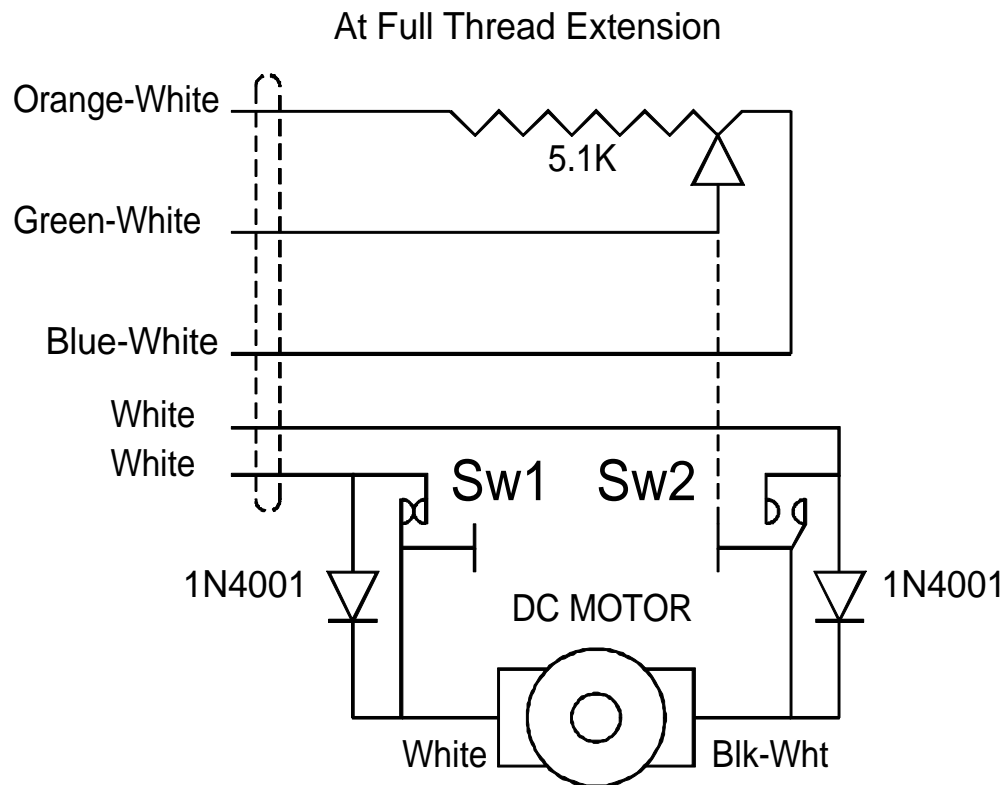 At Full Thread Extension
Orange-White
5.1K
Green-White
Blue-White
White
White
Sw1
Sw2
1N4001
1N4001
DC MOTOR
White
Blk-Wht